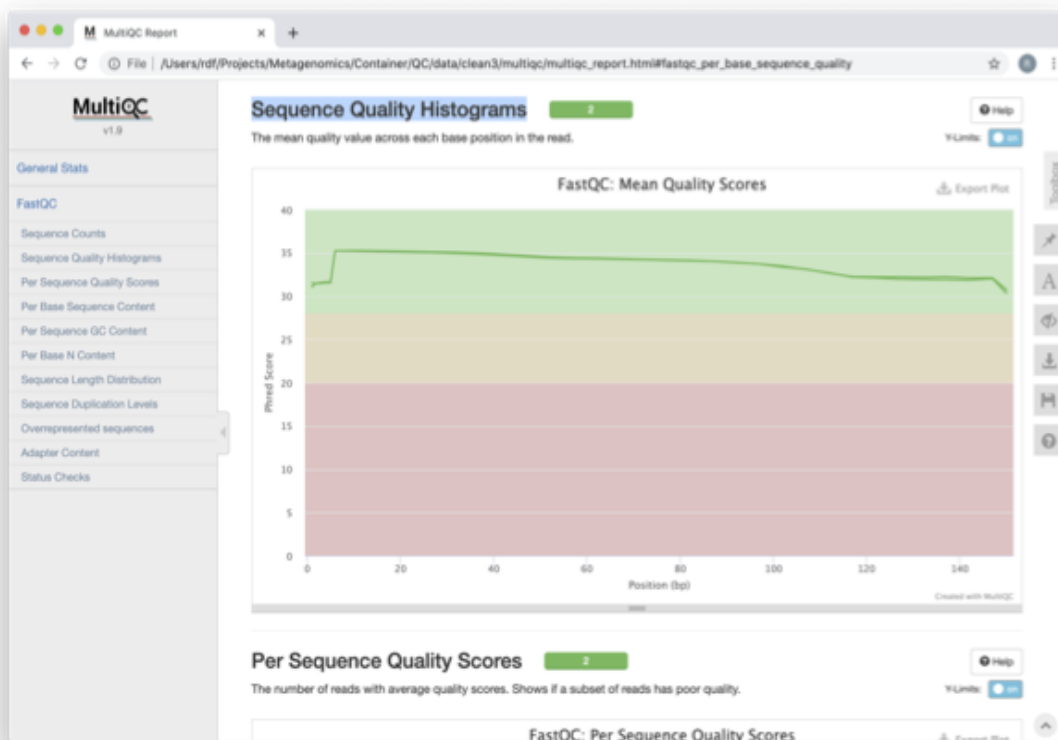 MultiQC Report
File | /Users/rdf/Projects/Metagenomics/Container/QC/data/clean3/multiqc/multiqc_report.html#fastqc_per_base_sequence_quality
MultiQC
v1.9
General Stats
FastQC
Sequence Counts
Sequence Quality Histograms
Per Sequence Quality Scores
Per Base Sequence Content
Per Sequence GC Content
Per Base N Content
Sequence Length Distribution
Sequence Duplication Levels
Overrepresented sequences
Adapter Content
Status Checks
Sequence Quality Histograms
2
Help
The mean quality value across each base position in the read.
Y-Limits: on
FastQC: Mean Quality Scores
Export Plot
Phred Score
40
35
30
25
20
15
10
5
0
0 20 40 60 80 100 120 140
Position (bp)
Created with MultiQC
Per Sequence Quality Scores
2
Help
The number of reads with average quality scores. Shows if a subset of reads has poor quality.
Y-Limits: on
FastQC: Per Sequence Quality Scores
Export Plot
Toolbox
A